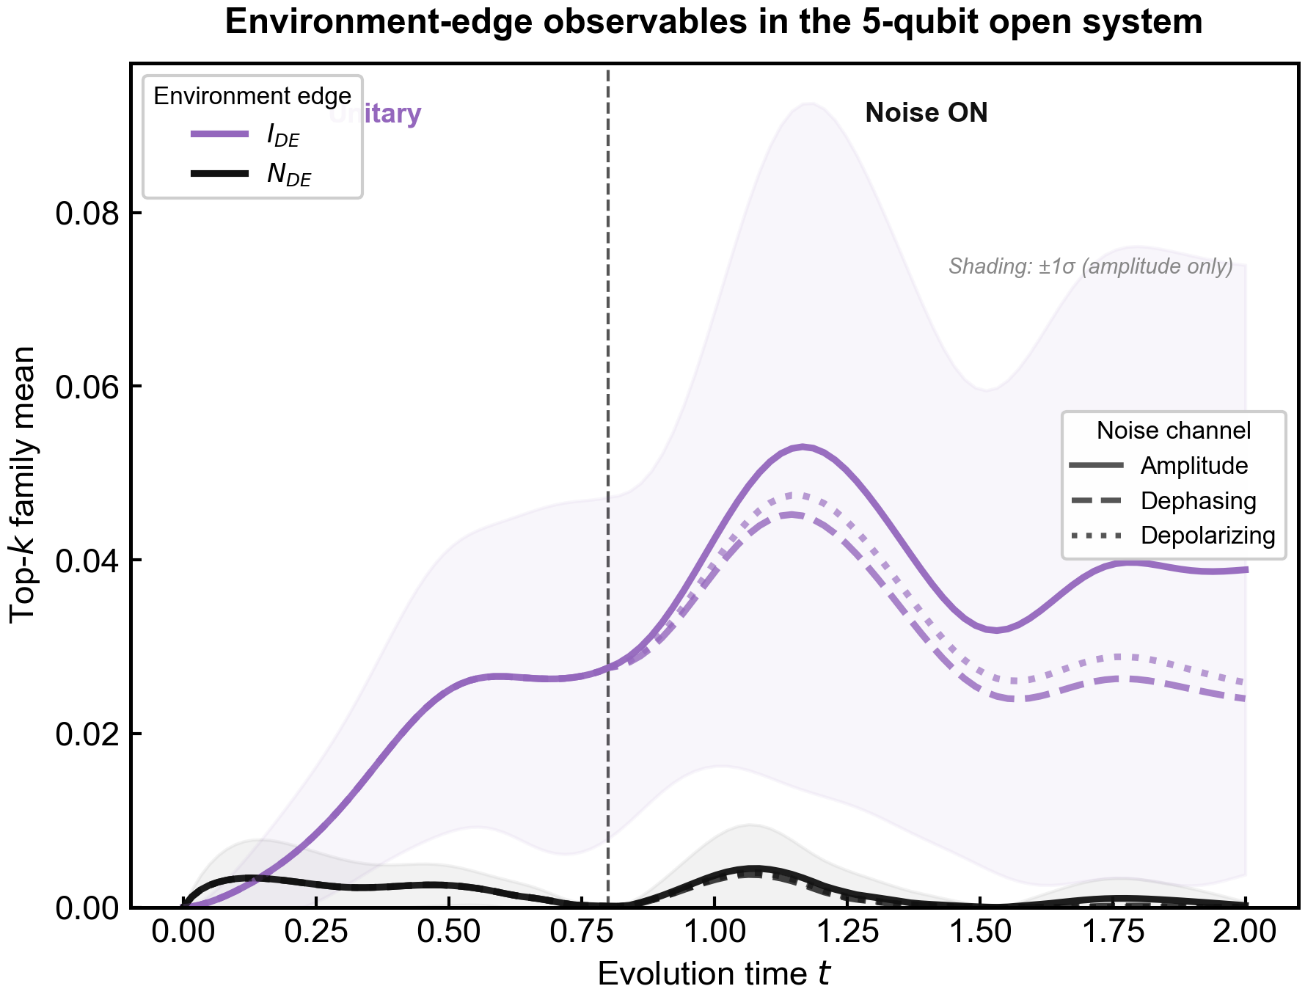 Environment-edge observables in the 5-qubit open system
Environment edge
I_DE
N_DE
Unitary
Noise ON
Shading: ±1σ (amplitude only)
Noise channel
Amplitude
Dephasing
Depolarizing
Top-k family mean
0.08
0.06
0.04
0.02
0.00
0.00 0.25 0.50 0.75 1.00 1.25 1.50 1.75 2.00
Evolution time t